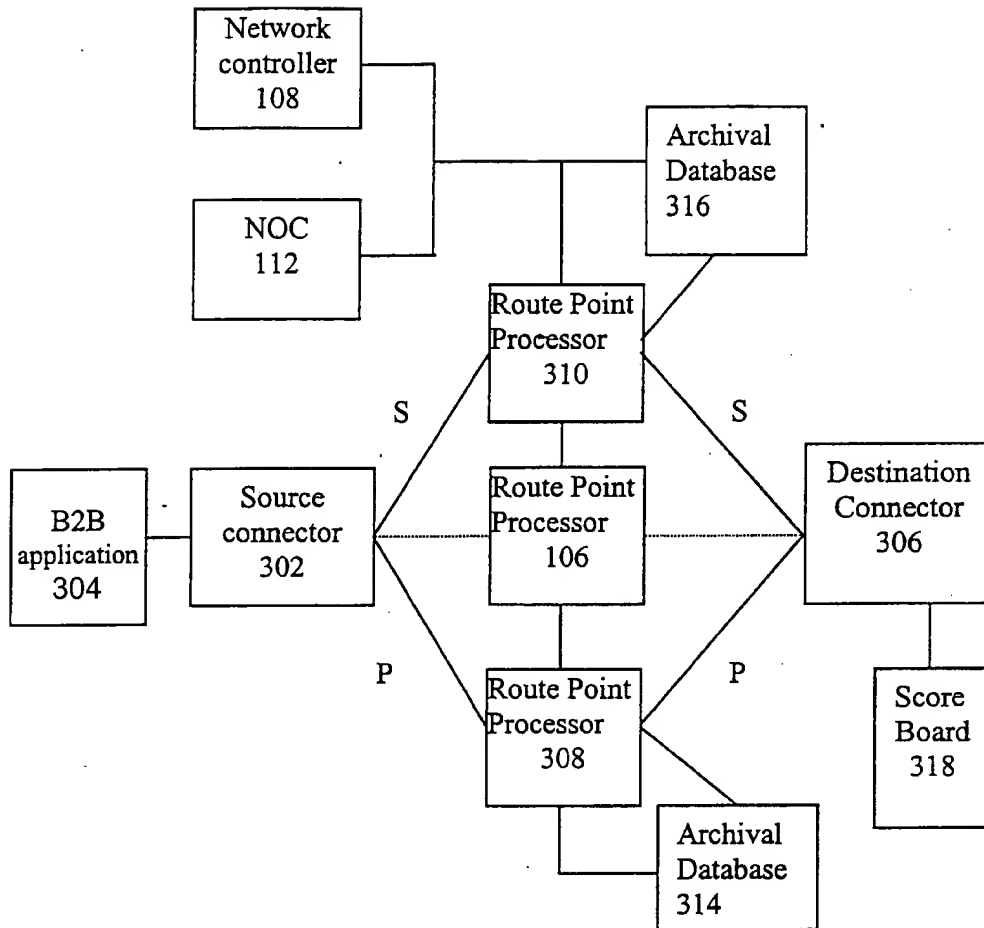 Network
controller
108
Archival
Database
316
NOC
112
Route Point
Processor
310
S
S
B2B
application
304
Source
connector
302
Route Point
Processor
106
Destination
Connector
306
P
P
Route Point
Processor
308
Score
Board
318
Archival
Database
314